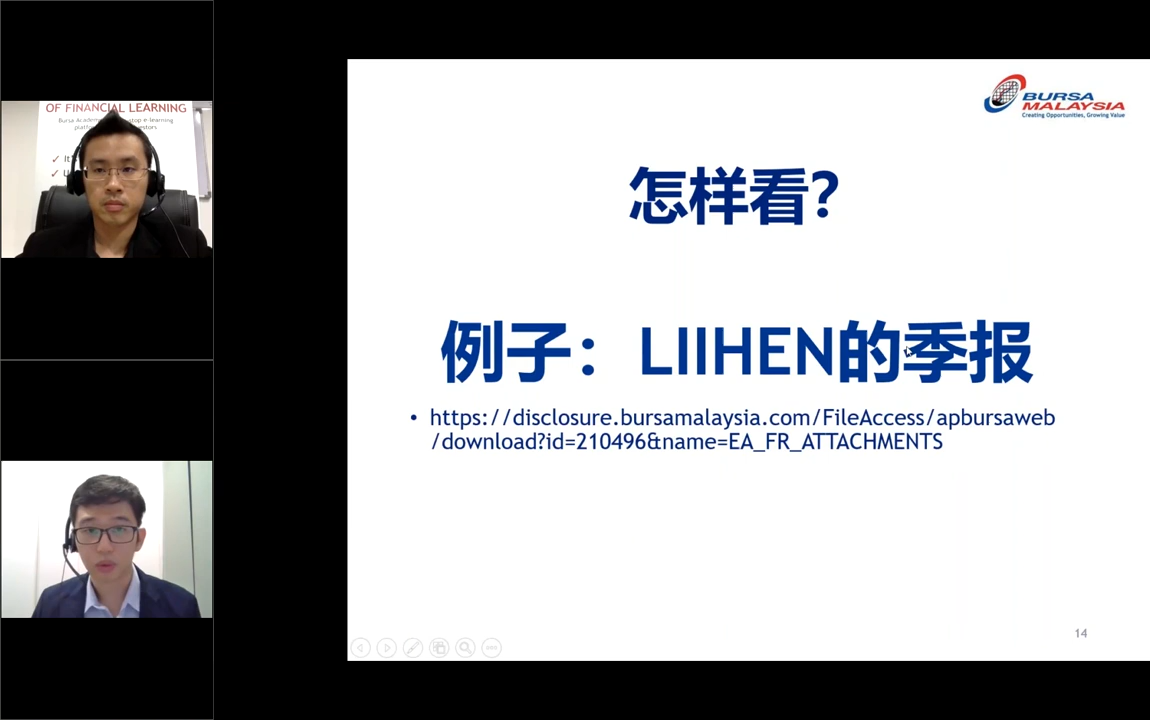 OF FINANCIAL LEARNING
BURSA
MALAYSIA
Creating Opportunities, Growing Value
怎样看?
例子：LIIHEN的季报
• https://disclosure.bursamalaysia.com/FileAccess/apbursaweb
/download?id=210496&name=EA_FR_ATTACHMENTS
14